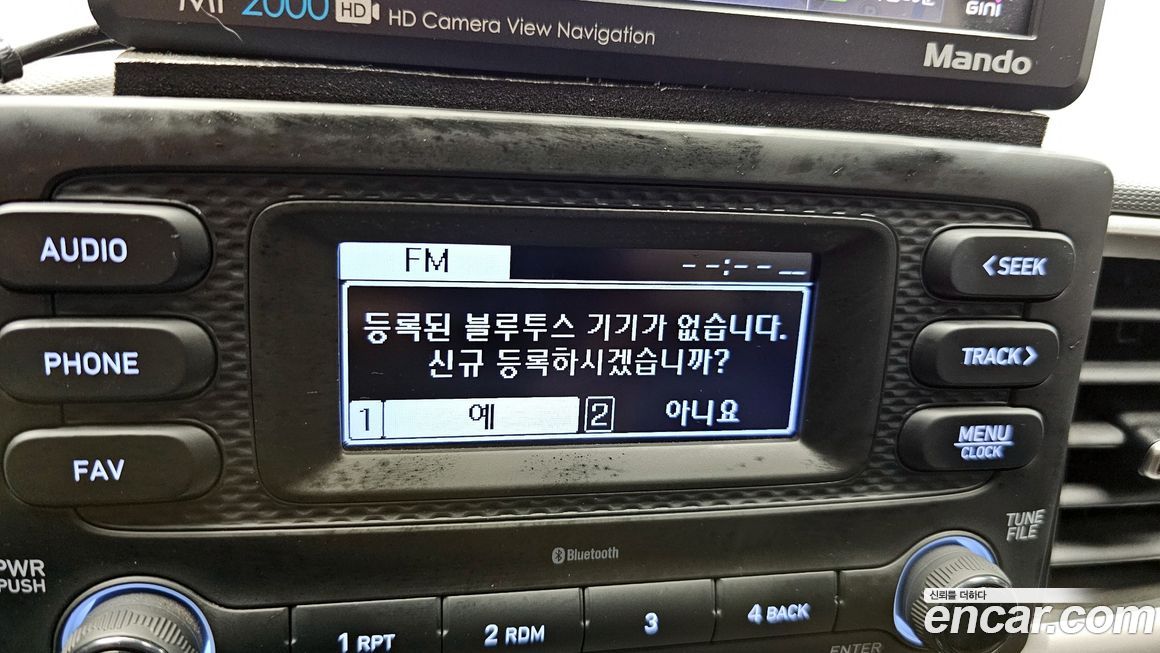 2000 HD HD Camera View Navigation
GINI
Mando
AUDIO
PHONE
FAV
FM
--:--
등록된 블루투스 기기가 없습니다.
신규 등록하시겠습니까?
1 예 2 아니요
<SEEK
TRACK>
MENU
CLOCK
Bluetooth
TUNE
FILE
PWR
PUSH
1 RPT
2 RDM
3
4 BACK
ENTER
신뢰를 더하다
encar.com